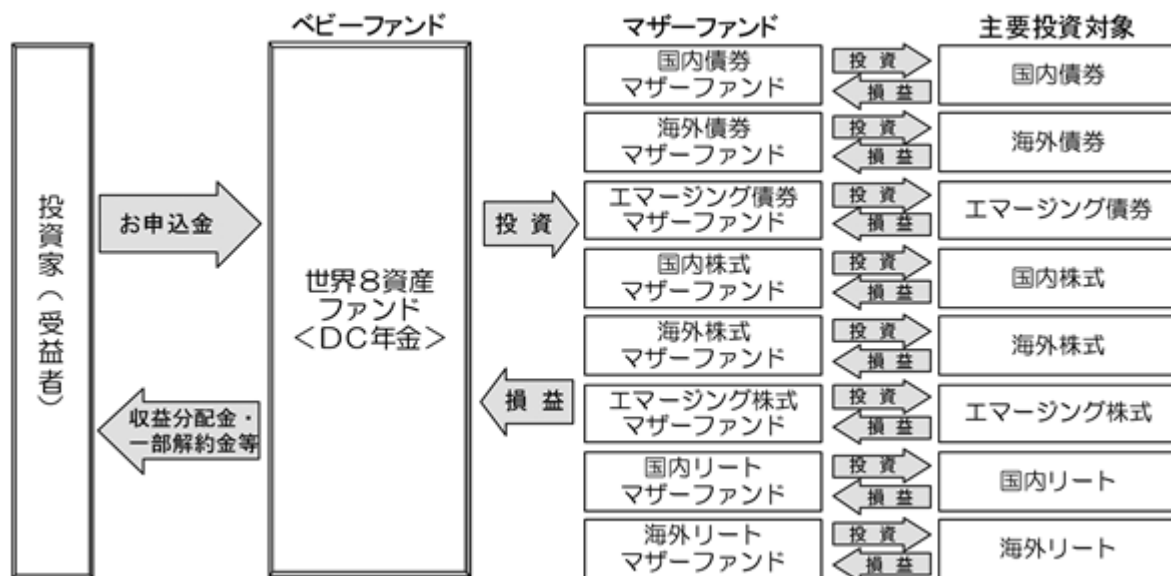 ベビーファンド
マザーファンド
主要投資対象
投資家（受益者）
お申込金
収益分配金・
一部解約金等
世界８資産
ファンド
＜ＤＣ年金＞
投 資
損 益
国内債券
マザーファンド
投 資
損 益
国内債券
海外債券
マザーファンド
投 資
損 益
海外債券
エマージング債券
マザーファンド
投 資
損 益
エマージング債券
国内株式
マザーファンド
投 資
損 益
国内株式
海外株式
マザーファンド
投 資
損 益
海外株式
エマージング株式
マザーファンド
投 資
損 益
エマージング株式
国内リート
マザーファンド
投 資
損 益
国内リート
海外リート
マザーファンド
投 資
損 益
海外リート